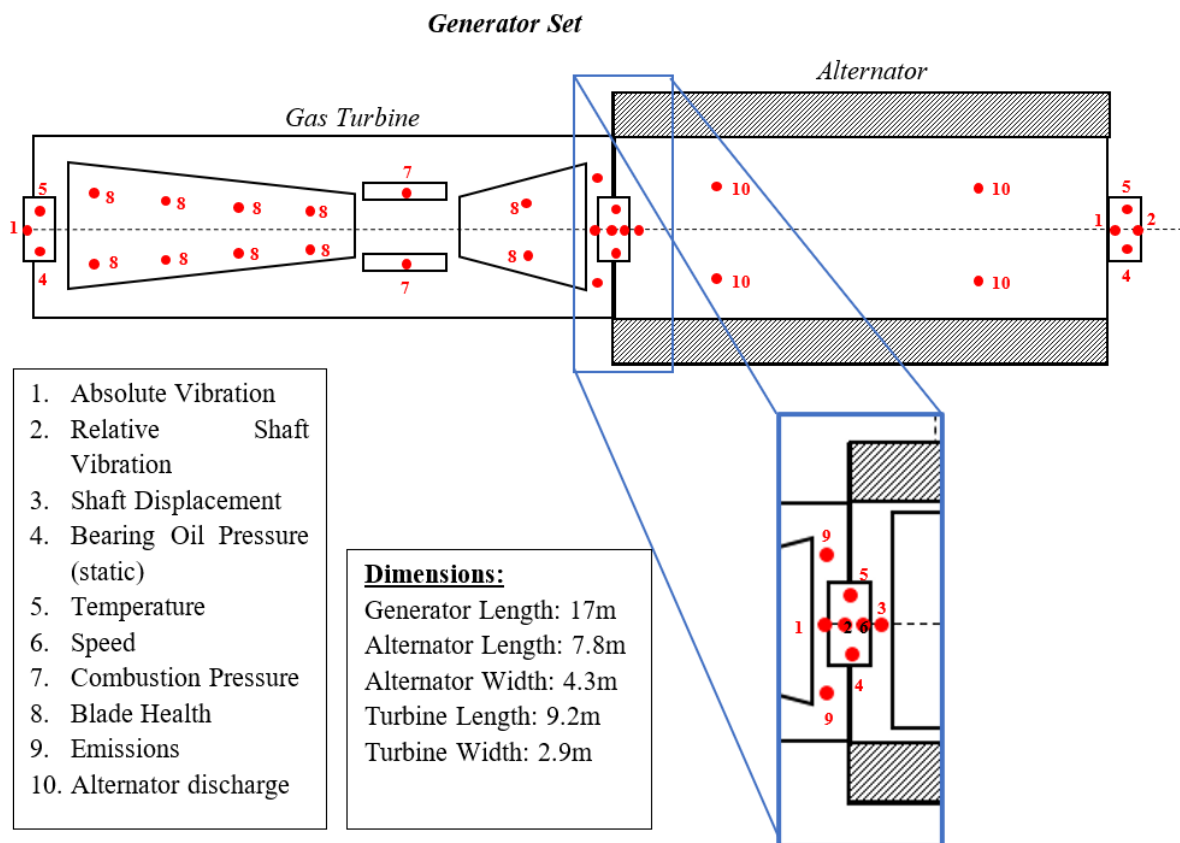 Generator Set
Alternator
Gas Turbine
7
5
8
8
8
8
8
10
10
5
1
1
2
8
8
8
8
8
4
7
10
10
4
1. Absolute Vibration
2. Relative Shaft
Vibration
3. Shaft Displacement
4. Bearing Oil Pressure
(static)
5. Temperature
6. Speed
7. Combustion Pressure
8. Blade Health
9. Emissions
10. Alternator discharge
Dimensions:
Generator Length: 17m
Alternator Length: 7.8m
Alternator Width: 4.3m
Turbine Length: 9.2m
Turbine Width: 2.9m
9
5
3
1
2
6
4
9